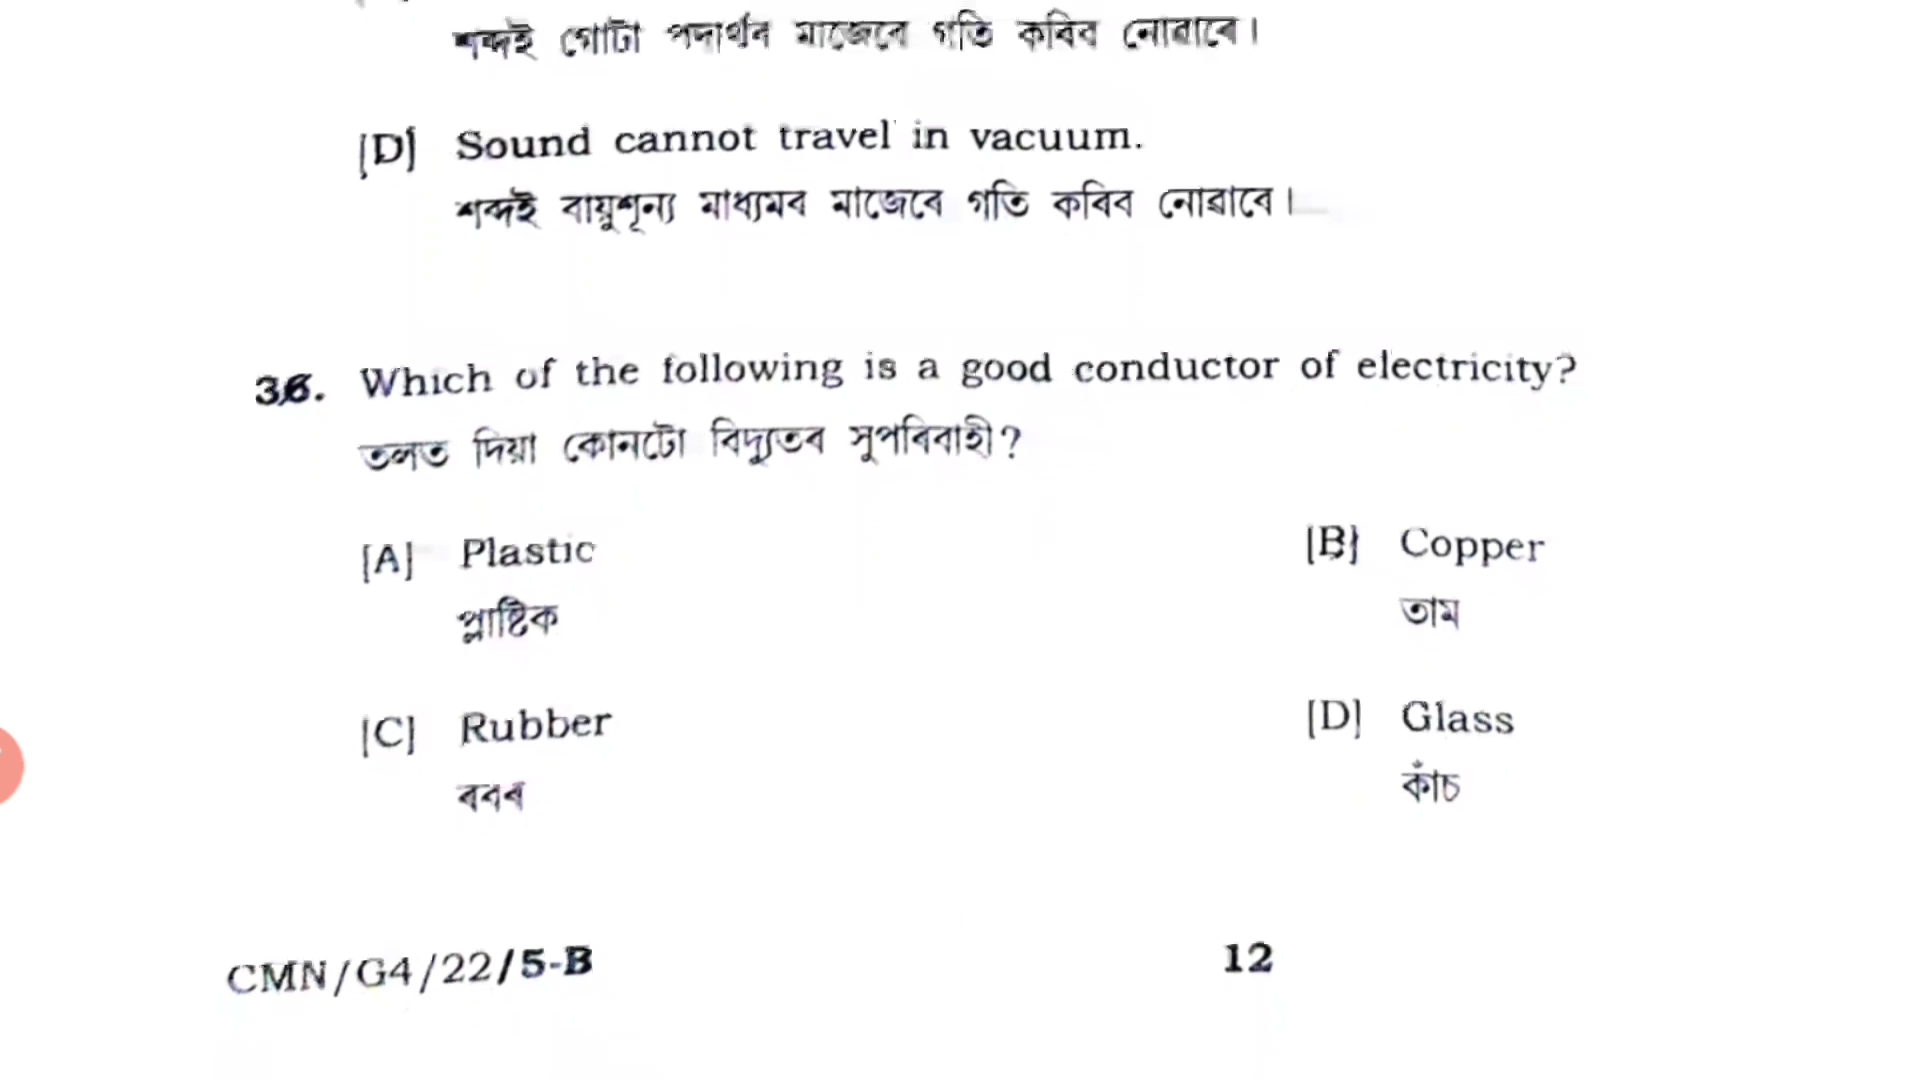 শব্দই গোটা পদাৰ্থৰ মাজেৰে গতি কৰিব নোৱাৰে।
[D] Sound cannot travel in vacuum.
শব্দই বায়ুশূন্য মাধ্যমৰ মাজেৰে গতি কৰিব নোৱাৰে।
36. Which of the following is a good conductor of electricity?
তলত দিয়া কোনটো বিদ্যুতৰ সুপৰিবাহী?
[A] Plastic
প্লাষ্টিক
[B] Copper
তাম
[C] Rubber
ৰবৰ
[D] Glass
কাঁচ
CMN/G4/22/5-B 12